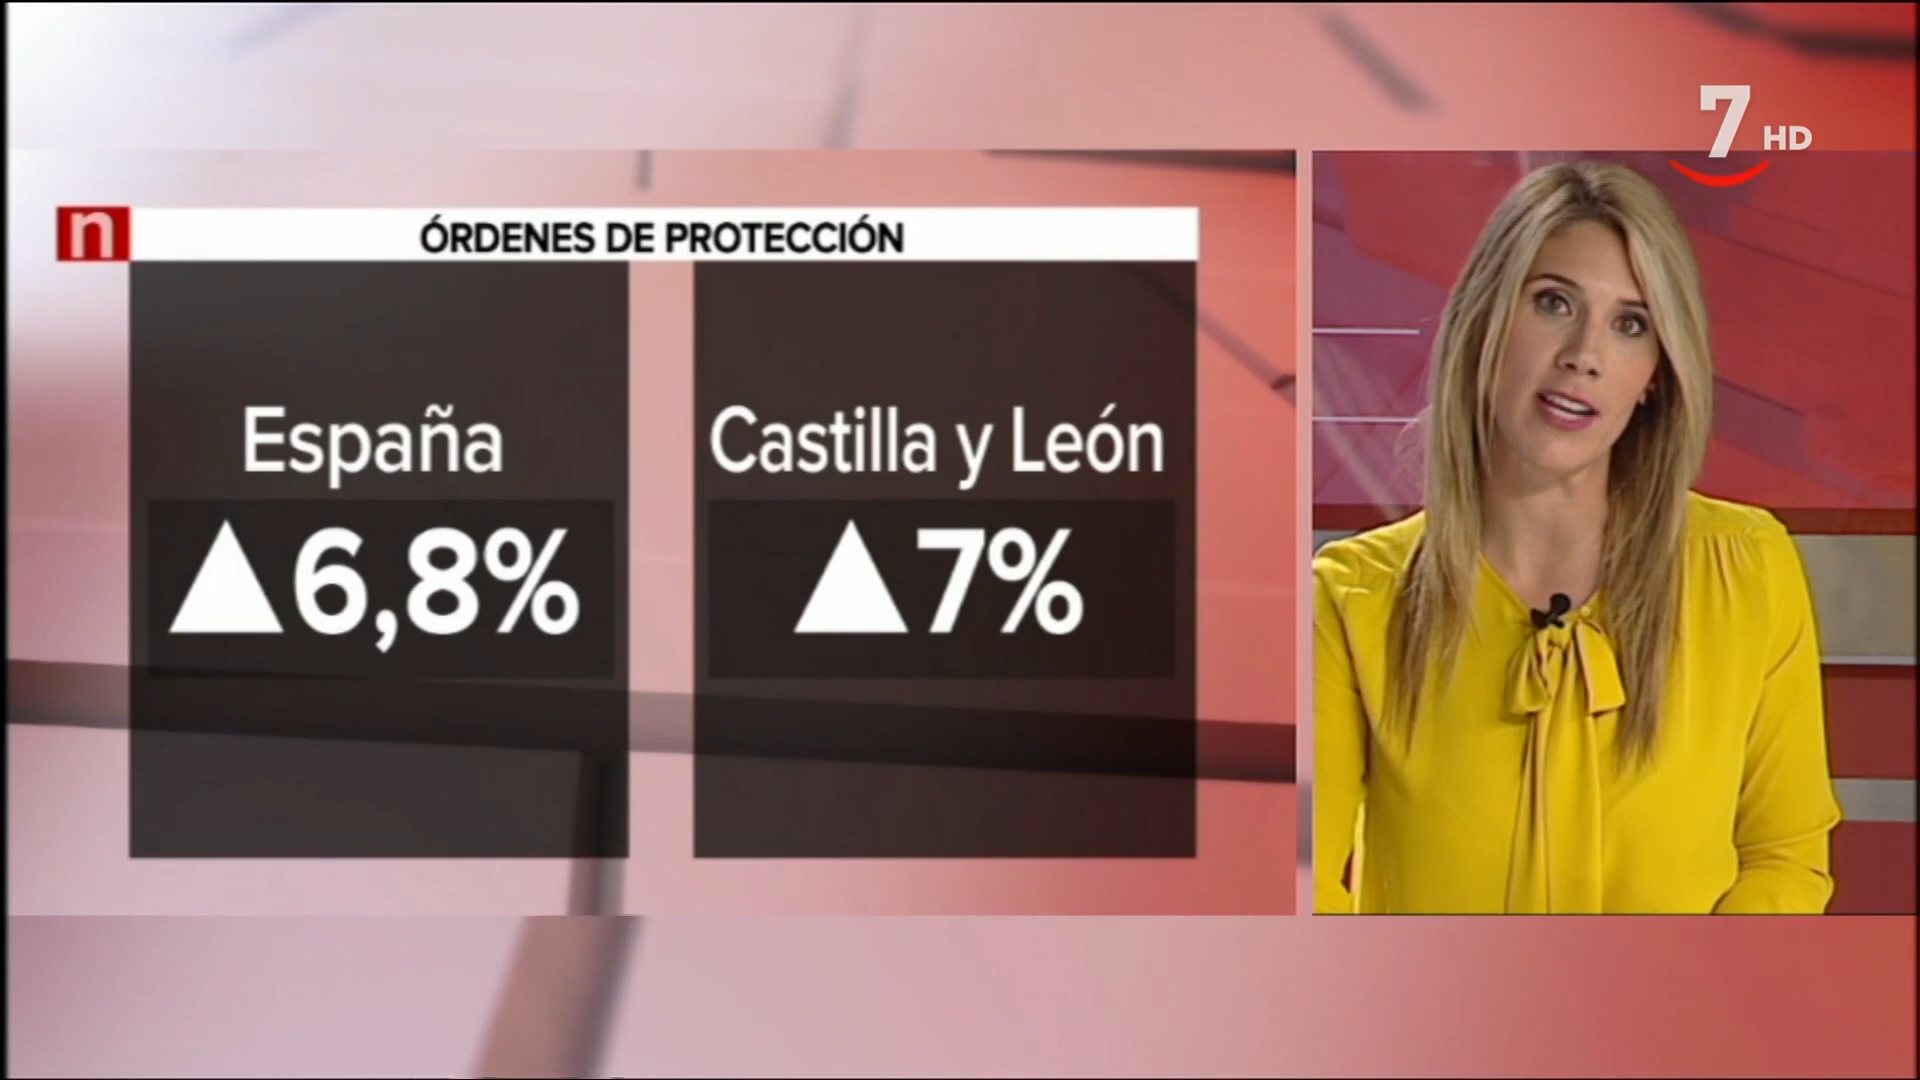 7 HD
n
ÓRDENES DE PROTECCIÓN
España
▲6,8%
Castilla y León
▲7%